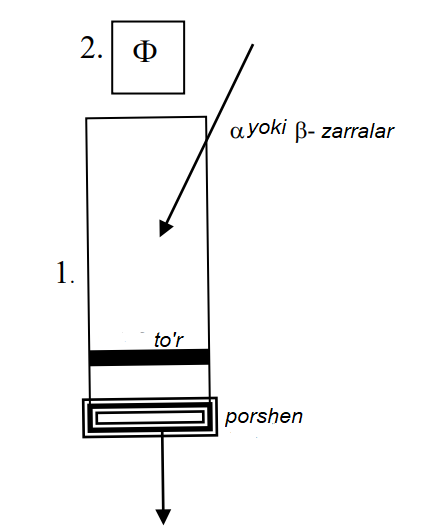 2. Ф
α yoki β- zarralar
1.
to'r
porshen